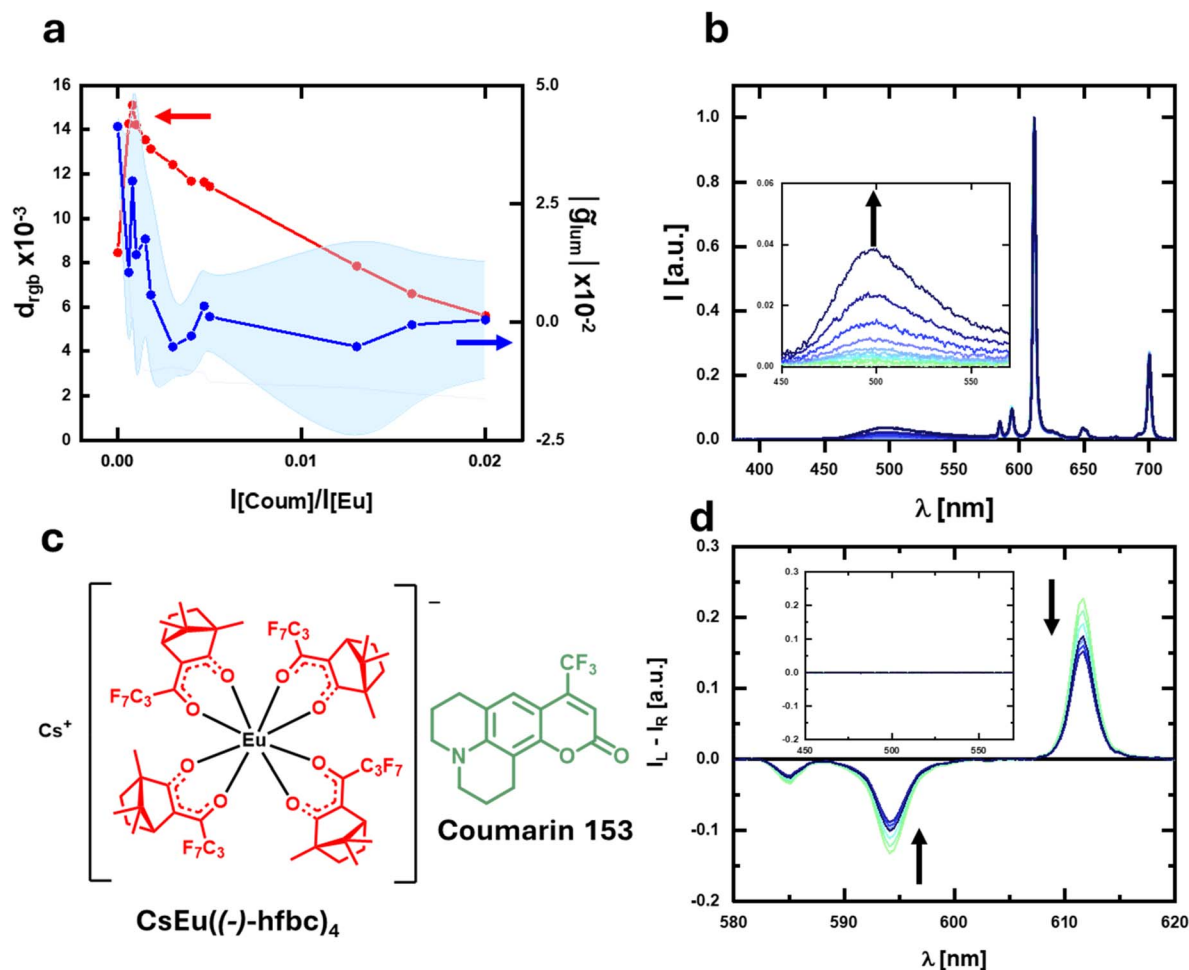 a
16
14
12
10
8
6
4
2
0
d_rgb x10^-3
5.0
2.5
0.0
-2.5
| g̃_lum | x10^-2
0.00
0.01
0.02
I[Coum]/I[Eu]
b
1.0
0.8
0.6
0.4
0.2
0.0
I [a.u.]
0.06
0.04
0.02
0.00
450
500
550
400
450
500
550
600
650
700
λ [nm]
c
Cs+
F7C3
F7C3
F7C3
C3F7
O
O
O
O
O
O
O
O
Eu
−
CsEu((-)-hfbc)4
CF3
N
O
O
Coumarin 153
d
0.3
0.2
0.1
0.0
-0.1
-0.2
I_L - I_R [a.u.]
0.3
0.2
0.1
0.0
-0.1
-0.2
450
500
550
580
590
600
610
620
λ [nm]